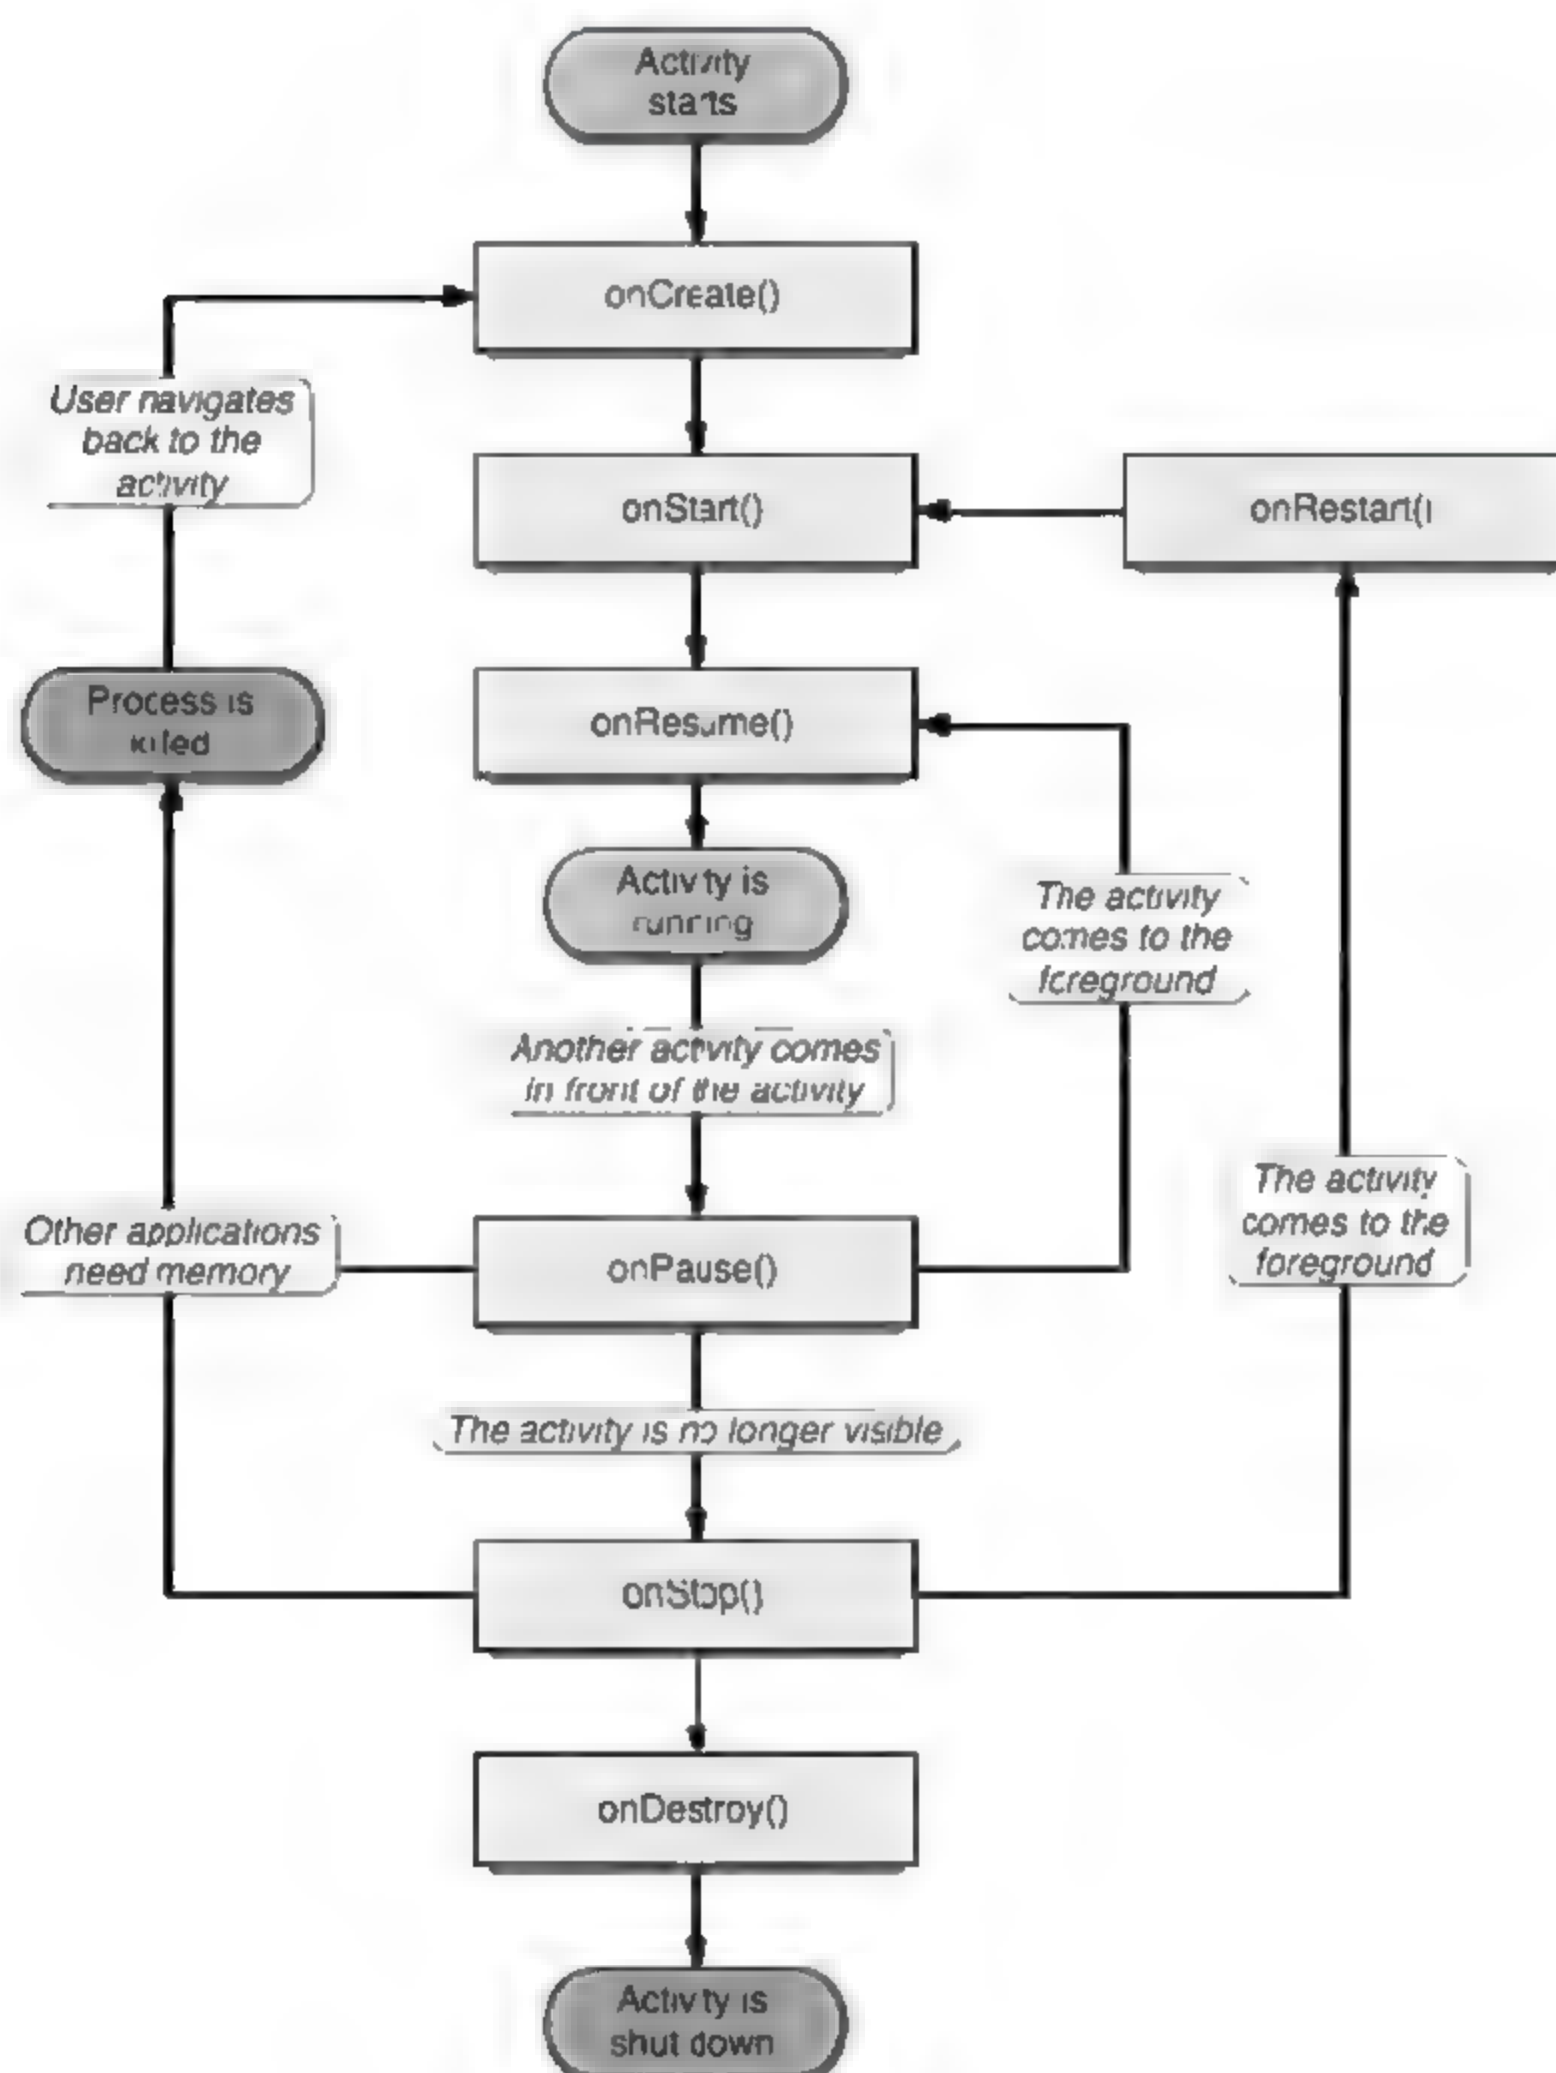 Activity
starts
onCreate()
User navigates
back to the
activity
onStart()
onRestart()
Process is
killed
onResume()
Activity is
running
The activity
comes to the
foreground
Another activity comes
in front of the activity
The activity
comes to the
foreground
Other applications
need memory
onPause()
The activity is no longer visible
onStop()
onDestroy()
Activity is
shut down